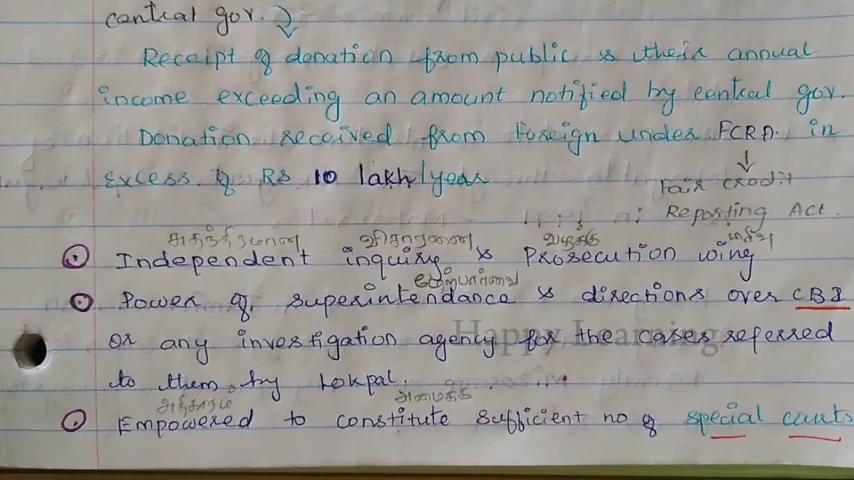 central gov.
Receipt of donation from public & their annual
income exceeding an amount notified by central gov.
Donation received from Foreign under FCRA. in
Excess of Rs 10 lakh/year
Fair Credit
Reporting Act.
சுதந்திரமான விசாரணை வழக்கு பிரிவு
Independent inquiry & Prosecution wing
மேற்பார்வை
Power of superintendance & directions over CBI
or any investigation agency for the cases referred
to them by Lokpal.
அதிகாரம் அமைக்க
Empowered to constitute sufficient no of special courts
Happy Learning